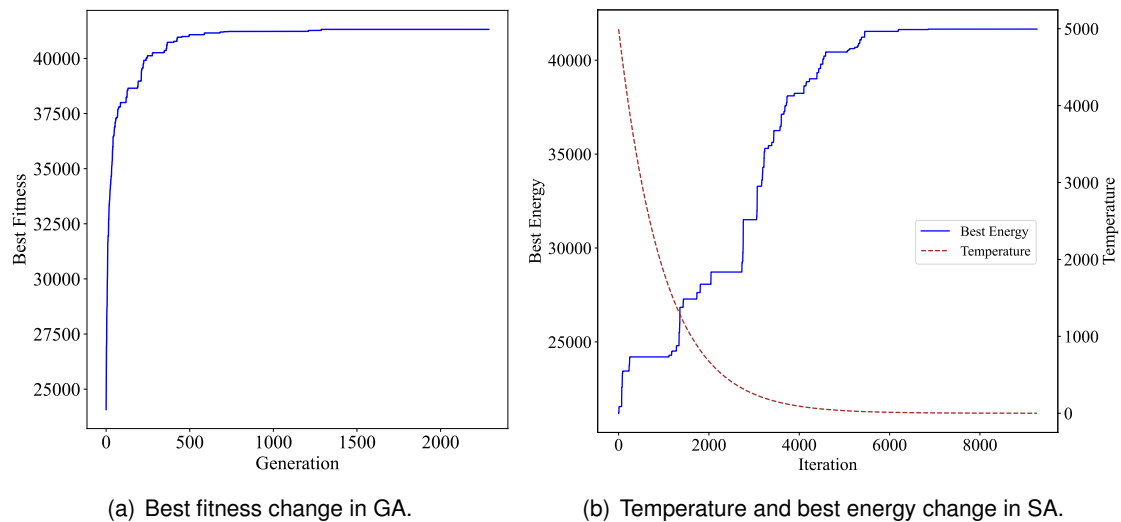 40000
37500
35000
32500
30000
27500
25000
Best Fitness
0 500 1000 1500 2000
Generation
(a) Best fitness change in GA.
40000
35000
30000
25000
Best Energy
5000
4000
3000
2000
1000
0
Temperature
Best Energy
Temperature
0 2000 4000 6000 8000
Iteration
(b) Temperature and best energy change in SA.